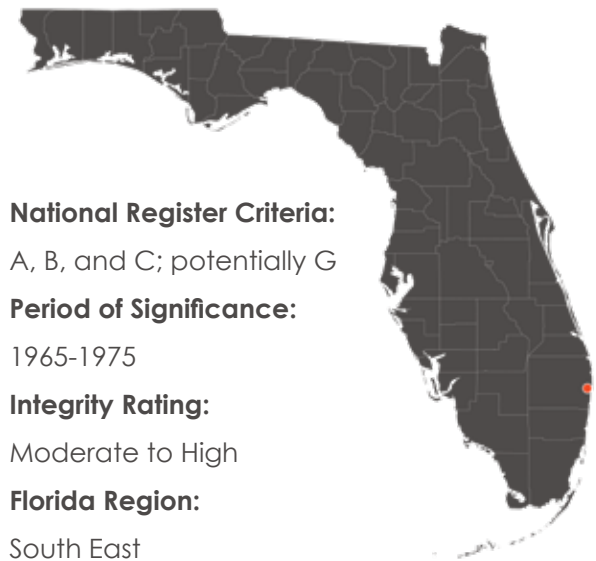 National Register Criteria:
A, B, and C; potentially G
Period of Significance:
1965-1975
Integrity Rating:
Moderate to High
Florida Region:
South East